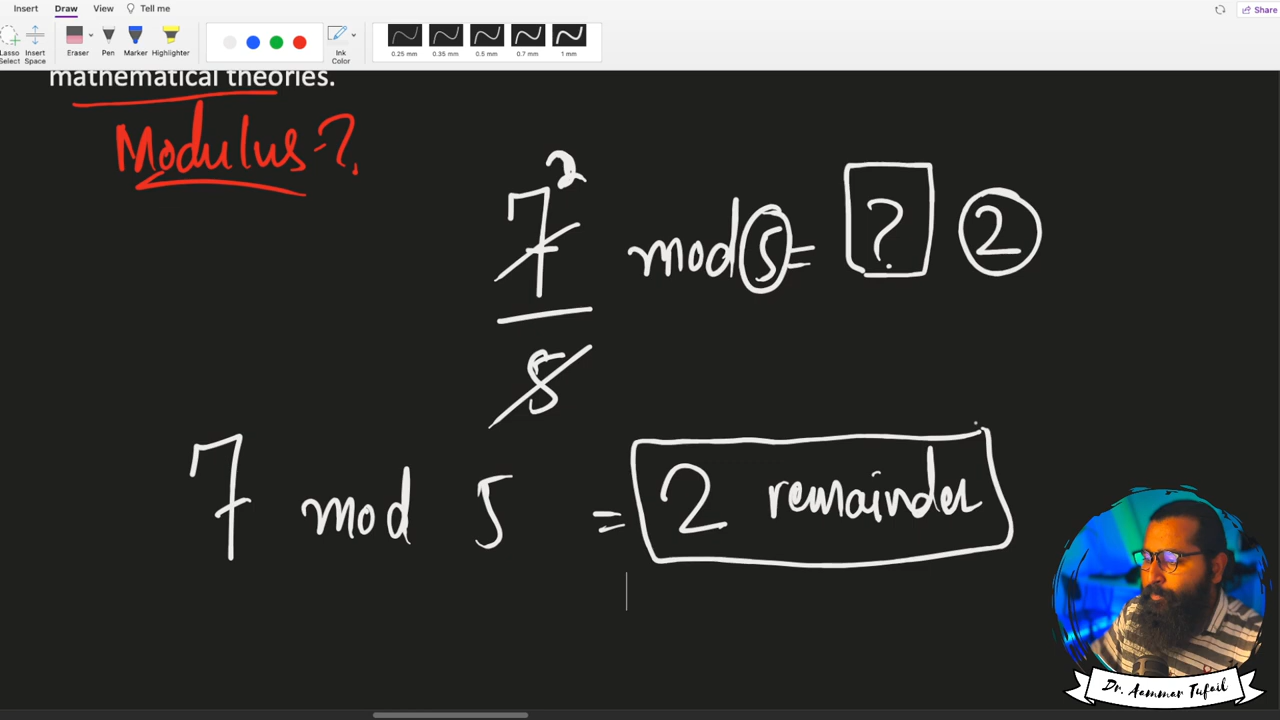 Insert Draw View Tell me
Share
Lasso Select
Insert Space
Eraser
Pen
Marker
Highlighter
Ink Color
0.25 mm
0.35 mm
0.5 mm
0.7 mm
1 mm
mathematical theories.
Modulus-?
7 2 mod 5 = ? 2
5
7 mod 5 = 2 remainder
Dr. Aammar Tufail